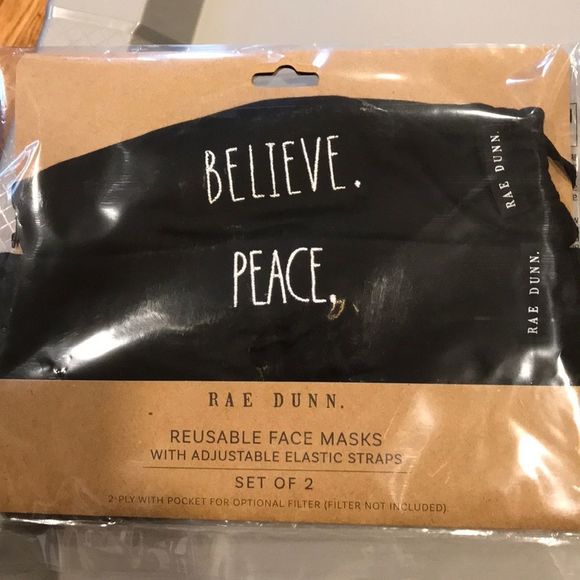 BELIEVE.
RAE DUNN.
PEACE.
RAE DUNN.
RAE DUNN.
REUSABLE FACE MASKS
WITH ADJUSTABLE ELASTIC STRAPS
SET OF 2
2-PLY WITH POCKET FOR OPTIONAL FILTER (FILTER NOT INCLUDED)